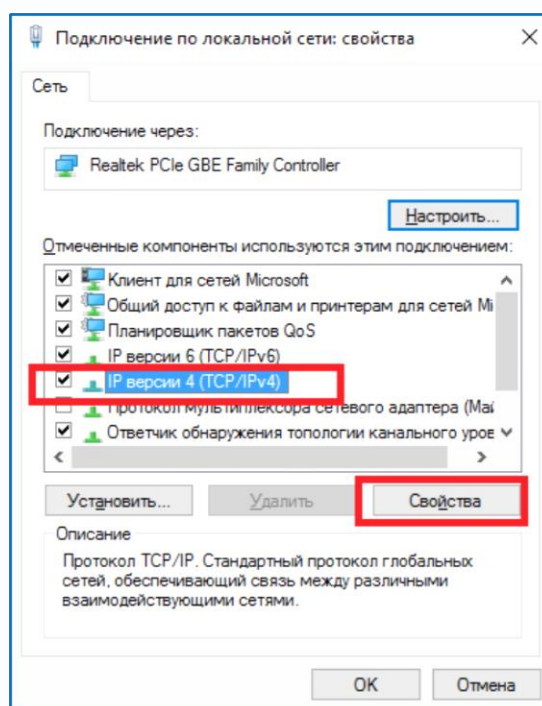 Подключение по локальной сети: свойства
Сеть
Подключение через:
Realtek PCIe GBE Family Controller
Настроить...
Отмеченные компоненты используются этим подключением:
Клиент для сетей Microsoft
Общий доступ к файлам и принтерам для сетей Mi
Планировщик пакетов QoS
IP версии 6 (TCP/IPv6)
IP версии 4 (TCP/IPv4)
Протокол мультиплексора сетевого адаптера (Май
Ответчик обнаружения топологии канального уров
Установить...
Удалить
Свойства
Описание
Протокол TCP/IP. Стандартный протокол глобальных
сетей, обеспечивающий связь между различными
взаимодействующими сетями.
OK
Отмена